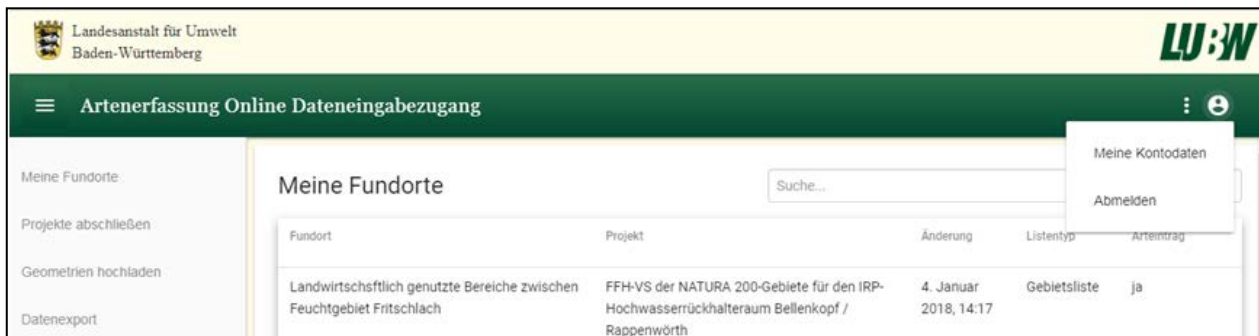 Landesanstalt für Umwelt
Baden-Württemberg
LUBW
Artenerfassung Online Dateneingabezugang
Meine Kontodaten
Abmelden
Meine Fundorte
Projekte abschließen
Geometrien hochladen
Datenexport
Meine Fundorte
Suche...
Fundort Projekt Änderung Listentyp Arteintrag
Landwirtschsftlich genutzte Bereiche zwischen FFH-VS der NATURA 200-Gebiete für den IRP- 4. Januar Gebietsliste ja
Feuchtgebiet Fritschlach Hochwasserrückhalteraum Bellenkopf / 2018, 14:17
Rappenwörth